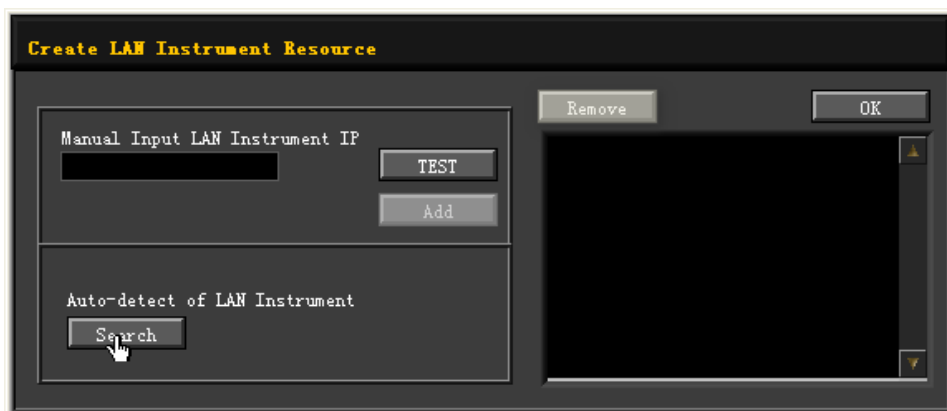 Create LAN Instrument Resource
Remove
OK
Manual Input LAN Instrument IP
TEST
Add
Auto-detect of LAN Instrument
Search